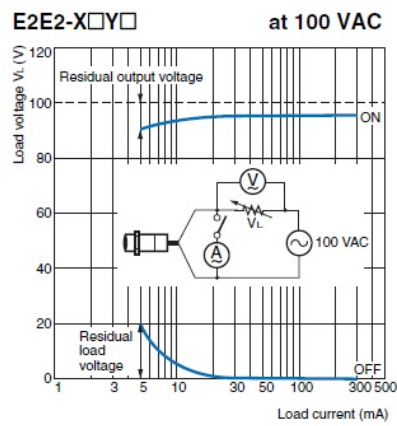 E2E2-X□Y□ at 100 VAC
Load voltage VL (V)
120
Residual output voltage
100
ON
80
V
60
VL
A
100 VAC
40
20
Residual
load
voltage
OFF
0
1 3 5 10 30 50 100 300 500
Load current (mA)